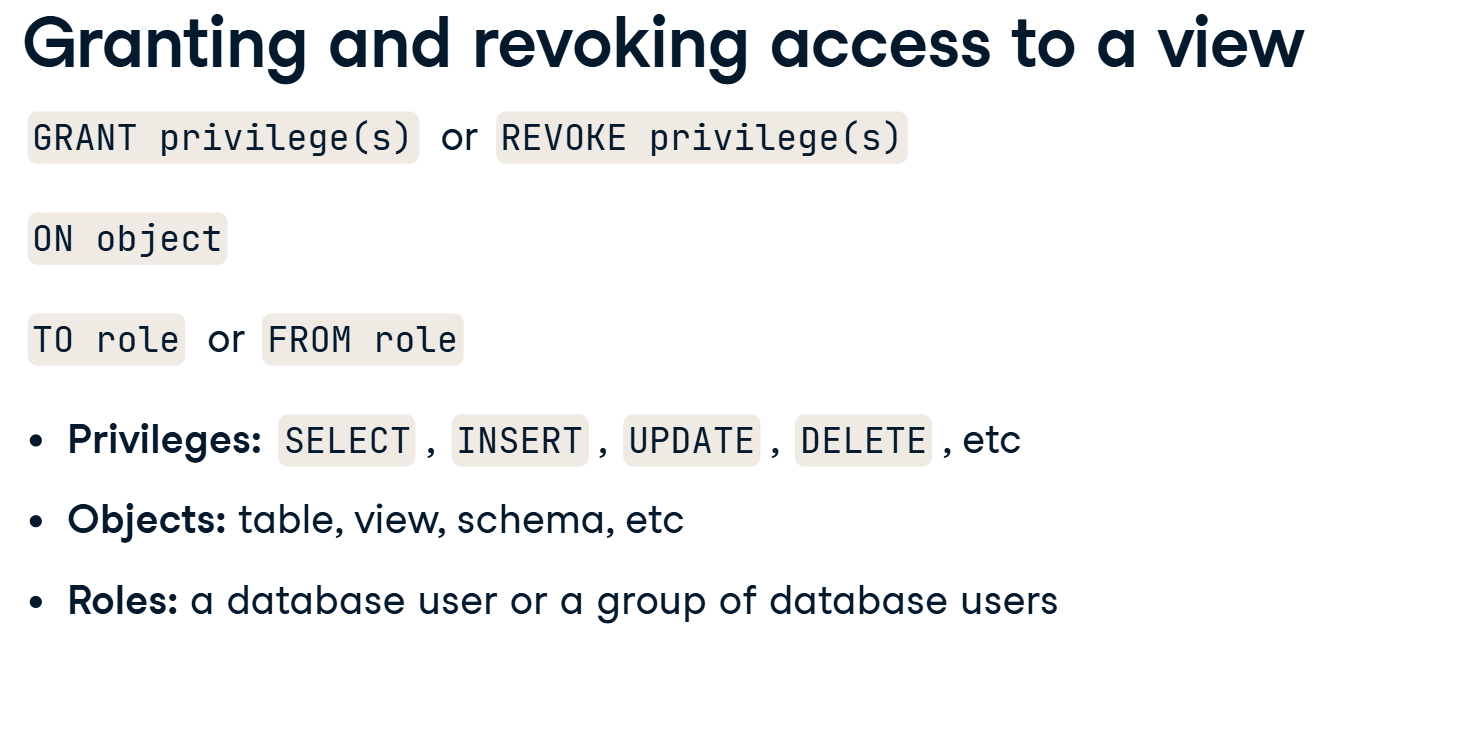 Granting and revoking access to a view
GRANT privilege(s) or REVOKE privilege(s)
ON object
TO role or FROM role
• Privileges: SELECT , INSERT , UPDATE , DELETE , etc
• Objects: table, view, schema, etc
• Roles: a database user or a group of database users